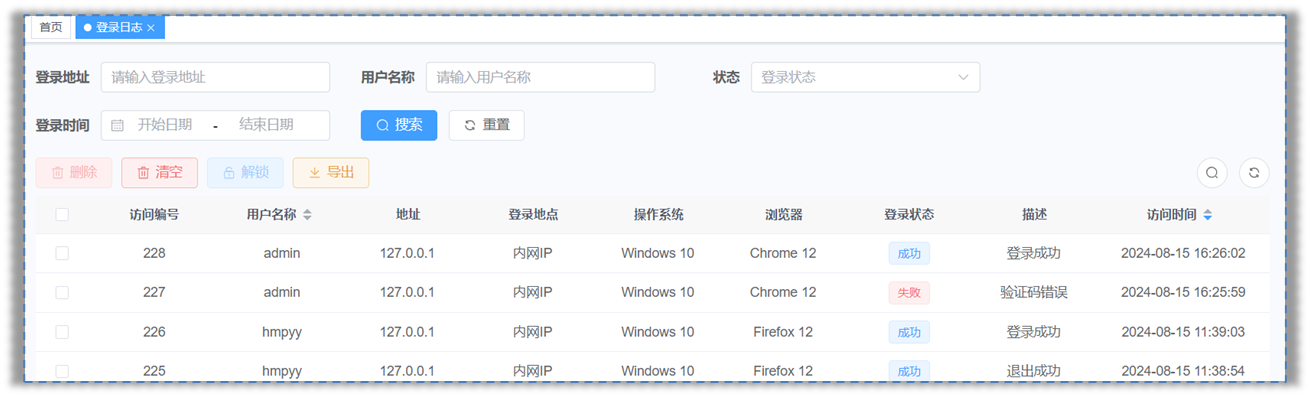 首页 登录日志
登录地址 请输入登录地址 用户名称 请输入用户名称 状态 登录状态
登录时间 开始日期 - 结束日期 搜索 重置
删除 清空 解锁 导出
访问编号 用户名称 地址 登录地点 操作系统 浏览器 登录状态 描述 访问时间
228 admin 127.0.0.1 内网IP Windows 10 Chrome 12 成功 登录成功 2024-08-15 16:26:02
227 admin 127.0.0.1 内网IP Windows 10 Chrome 12 失败 验证码错误 2024-08-15 16:25:59
226 hmpyy 127.0.0.1 内网IP Windows 10 Firefox 12 成功 登录成功 2024-08-15 11:39:03
225 hmpyy 127.0.0.1 内网IP Windows 10 Firefox 12 成功 退出成功 2024-08-15 11:38:54